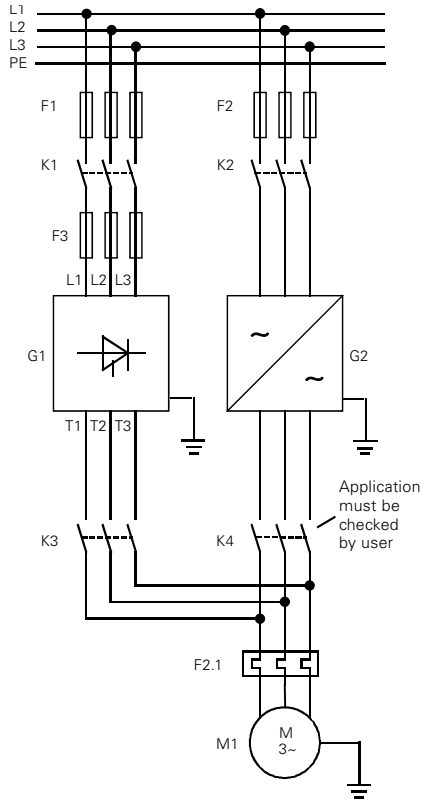 L1
L2
L3
PE
F1
F2
K1
K2
F3
L1 L2 L3
G1
~
~
G2
T1 T2 T3
Application
must be
checked
by user
K3
K4
F2.1
M1
M
3~